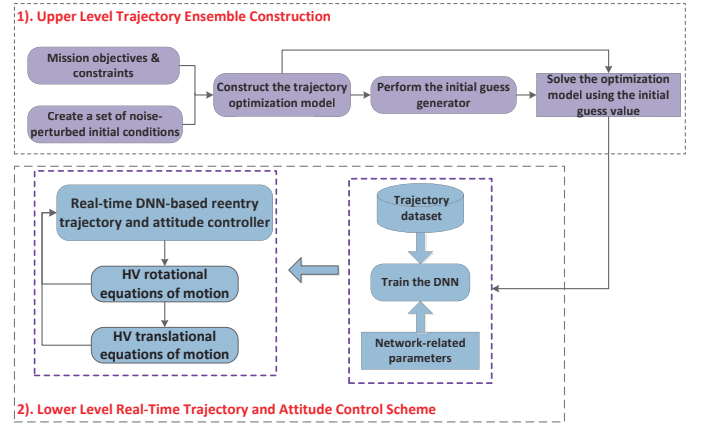 1). Upper Level Trajectory Ensemble Construction
Mission objectives &
constraints
Create a set of noise-
perturbed initial conditions
Construct the trajectory
optimization model
Perform the initial guess
generator
Solve the optimization
model using the initial
guess value
Real-time DNN-based reentry
trajectory and attitude controller
HV rotational
equations of motion
HV translational
equations of motion
Trajectory
dataset
Train the DNN
Network-related
parameters
2). Lower Level Real-Time Trajectory and Attitude Control Scheme